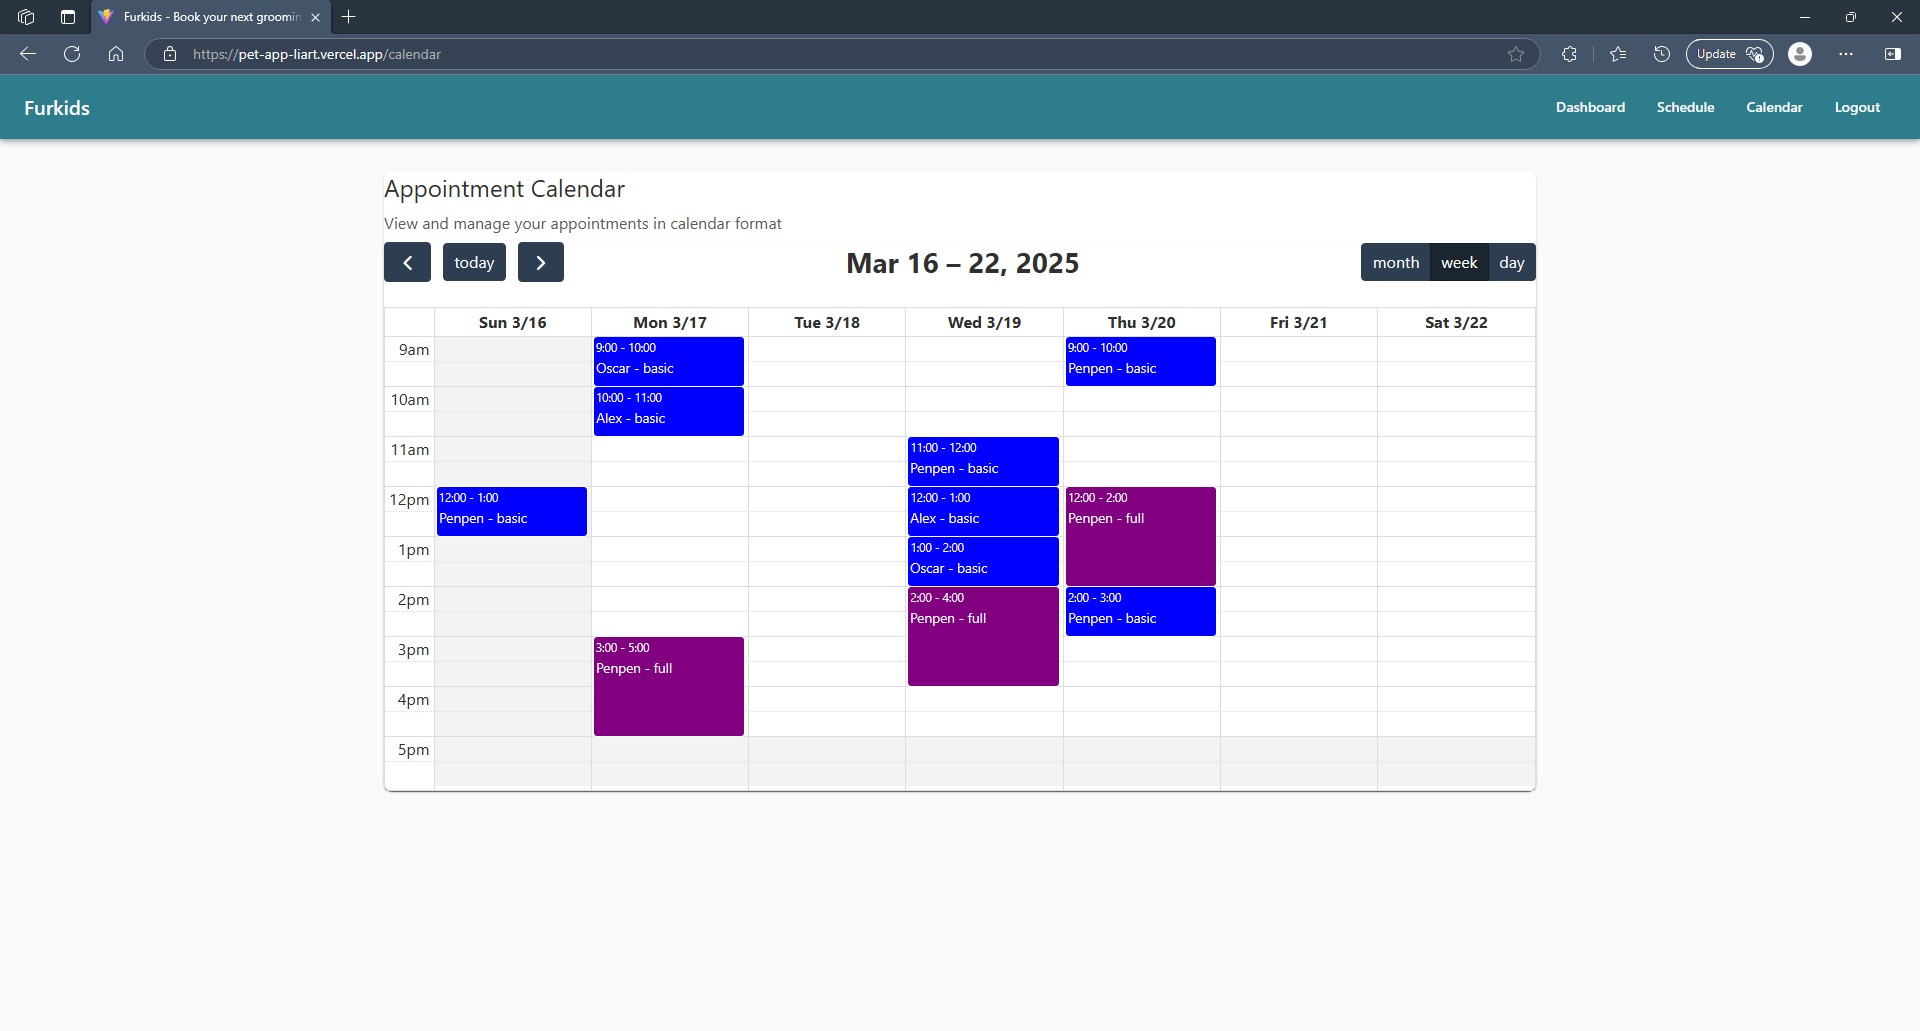 Furkids - Book your next groomin
https://pet-app-liart.vercel.app/calendar
Update
Furkids
Dashboard
Schedule
Calendar
Logout
Appointment Calendar
View and manage your appointments in calendar format
today
Mar 16 – 22, 2025
month
week
day
Sun 3/16
Mon 3/17
Tue 3/18
Wed 3/19
Thu 3/20
Fri 3/21
Sat 3/22
9am
10am
11am
12pm
1pm
2pm
3pm
4pm
5pm
12:00 - 1:00
Penpen - basic
9:00 - 10:00
Oscar - basic
10:00 - 11:00
Alex - basic
3:00 - 5:00
Penpen - full
11:00 - 12:00
Penpen - basic
12:00 - 1:00
Alex - basic
1:00 - 2:00
Oscar - basic
2:00 - 4:00
Penpen - full
9:00 - 10:00
Penpen - basic
12:00 - 2:00
Penpen - full
2:00 - 3:00
Penpen - basic